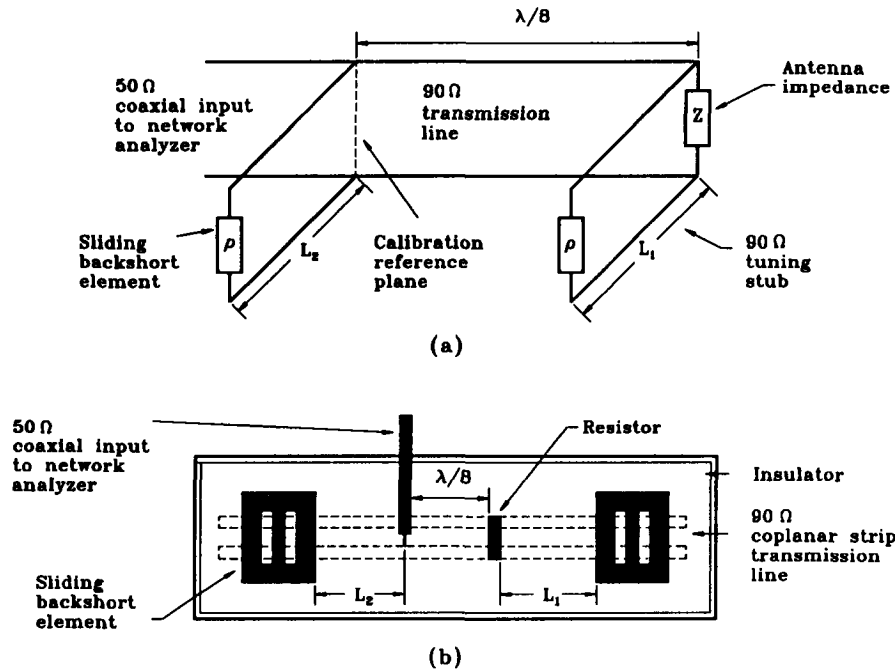 λ/8
50 Ω
coaxial input
to network
analyzer
90 Ω
transmission
line
Antenna
impedance
Z
ρ
ρ
Sliding
backshort
element
L₂
Calibration
reference
plane
L₁
90 Ω
tuning
stub
(a)
50 Ω
coaxial input
to network
analyzer
Resistor
λ/8
Insulator
90 Ω
coplanar strip
transmission
line
Sliding
backshort
element
L₂
L₁
(b)